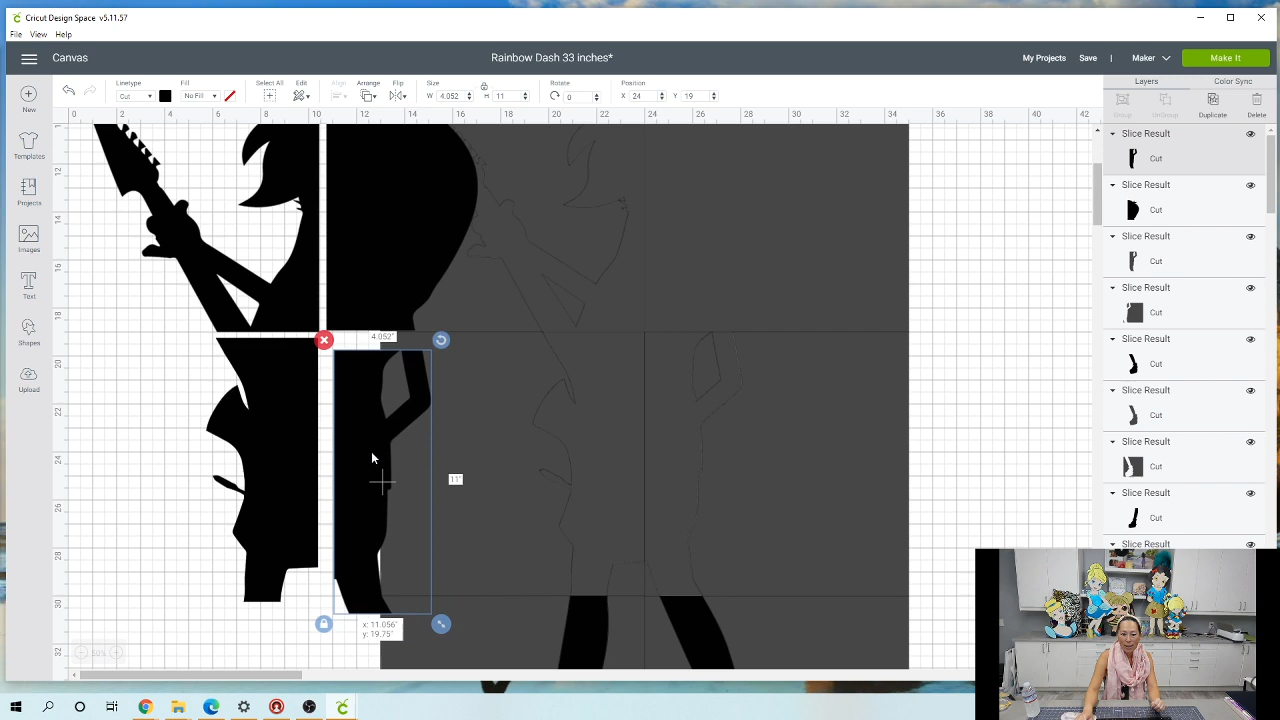 Cricut Design Space v5.11.57
File View Help
Canvas
Rainbow Dash 33 inches*
My Projects Save | Maker Make It
Linetype Fill Select All Edit Align Arrange Flip Size Rotate Position
Cut No Fill W 4.052 H 11 0 X 24 Y 19
Layers Color Sync
Group UnGroup Duplicate Delete
0 2 4 6 8 10 12 14 16 18 20 22 24 26 28 30 32 34 36 38 40 42
12
14
16
18
20
22
24
26
28
30
32
New
Templates
Projects
Images
Text
Shapes
Upload
4.052"
11"
x: 11.056"
y: 19.75"
50%
Slice Result
Cut
Slice Result
Cut
Slice Result
Cut
Slice Result
Cut
Slice Result
Cut
Slice Result
Cut
Slice Result
Cut
Slice Result
Cut
Slice Result